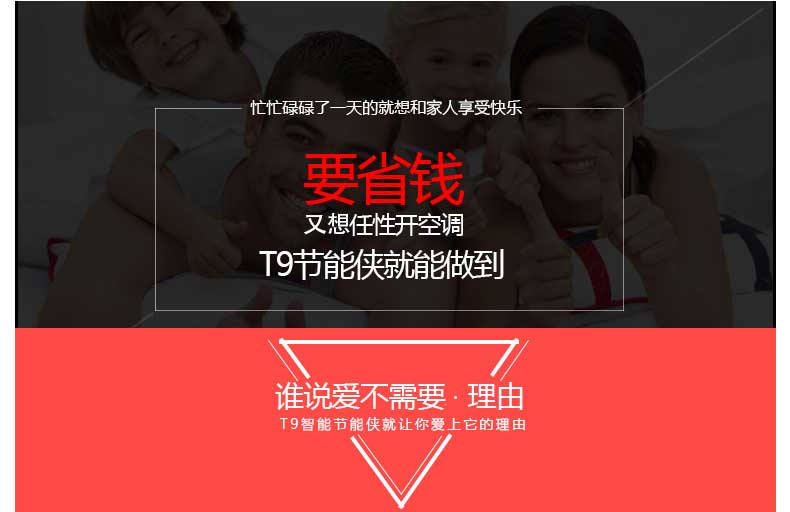 忙忙碌碌了一天的就想和家人享受快乐
要省钱
又想任性开空调
T9节能侠就能做到
谁说爱不需要·理由
T9智能节能侠就让你爱上它的理由